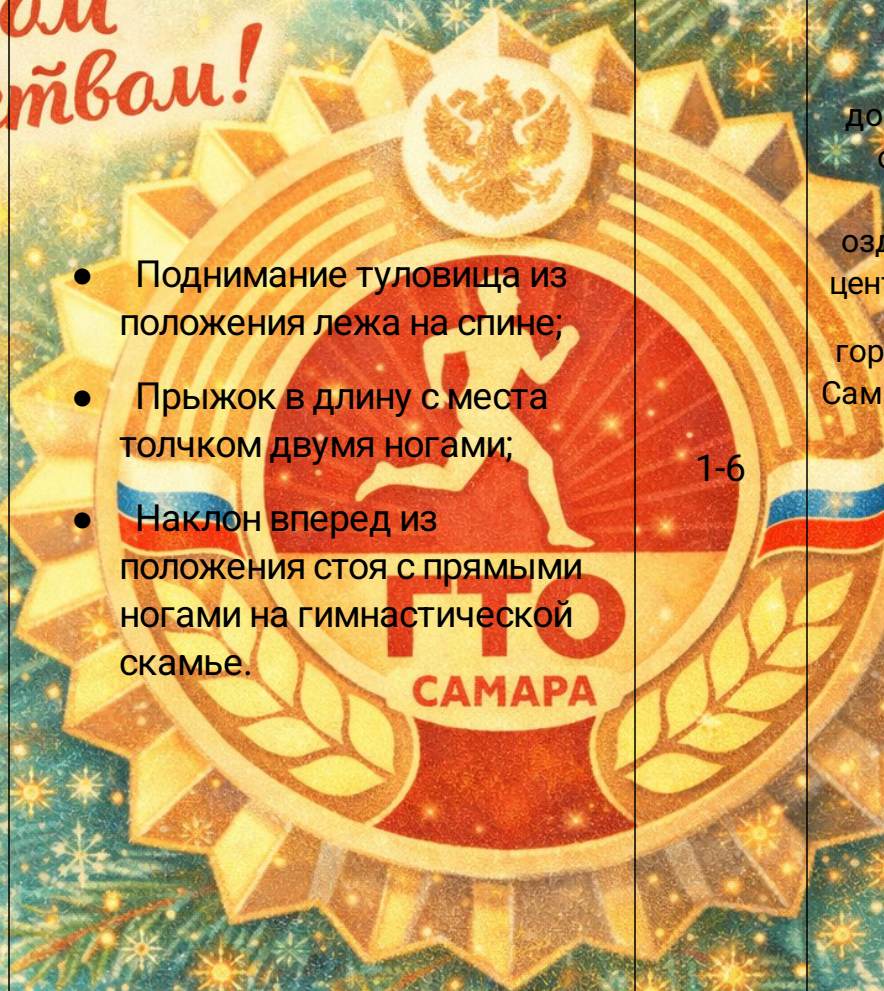 Поднимание туловища из
положения лежа на спине;
Прыжок в длину с места
толчком двумя ногами;
Наклон вперед из
положения стоя с прямыми
ногами на гимнастической
скамье.
1-6
ГТО
САМАРА